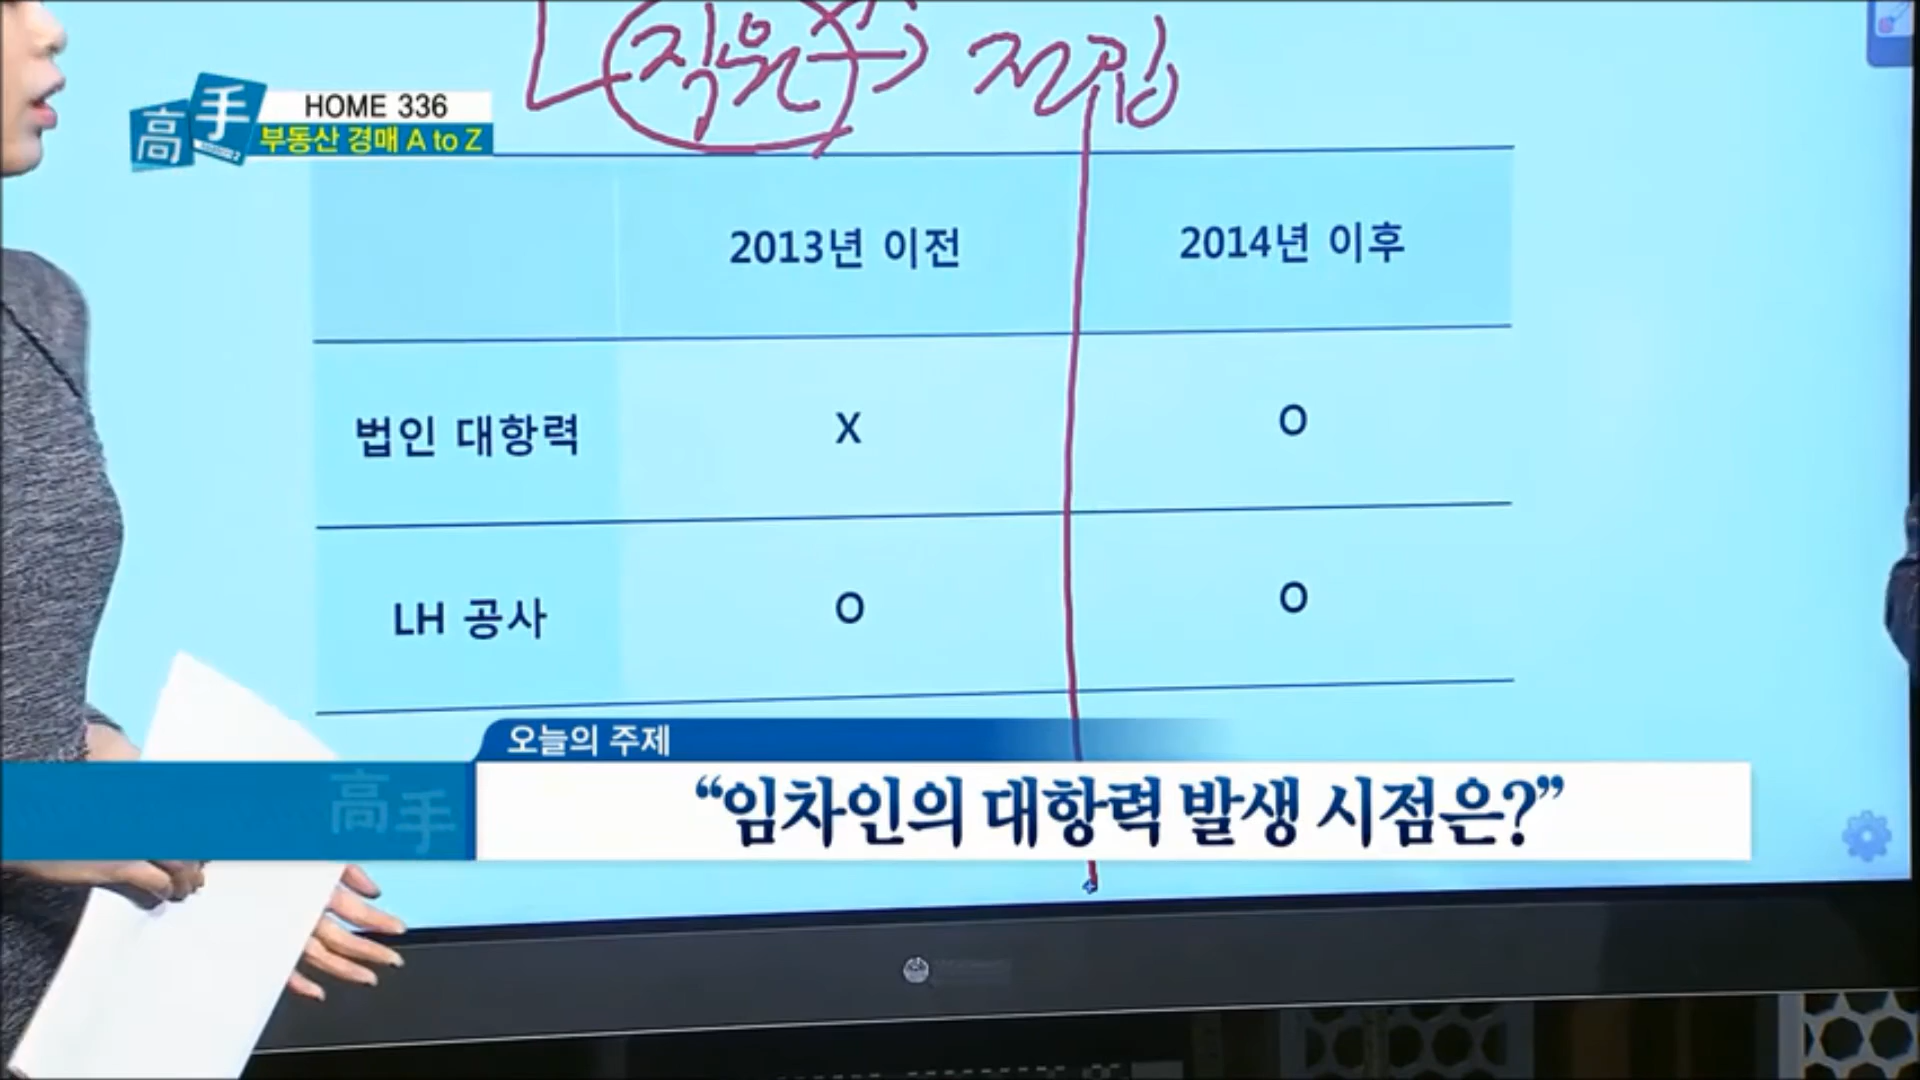 직원
전입
高手
HOME 336
부동산 경매 A to Z
2013년 이전
2014년 이후
법인 대항력
X
O
LH 공사
O
O
오늘의 주제
高手
“임차인의 대항력 발생 시점은?”